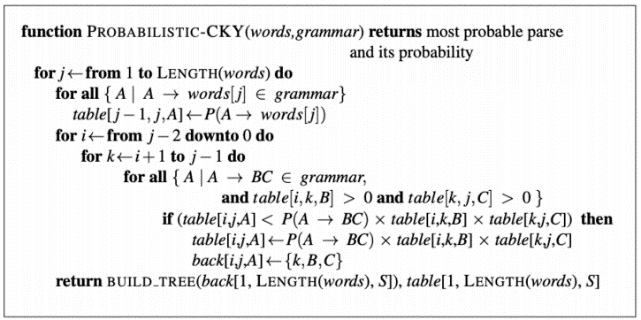 function PROBABILISTIC-CKY(words,grammar) returns most probable parse
and its probability
for j←from 1 to LENGTH(words) do
for all { A | A → words[j] ∈ grammar}
table[j−1, j,A]←P(A → words[j])
for i←from j−2 downto 0 do
for k←i+1 to j−1 do
for all { A | A → BC ∈ grammar,
and table[i,k,B] > 0 and table[k, j,C] > 0 }
if (table[i,j,A] < P(A → BC) × table[i,k,B] × table[k,j,C]) then
table[i,j,A]←P(A → BC) × table[i,k,B] × table[k,j,C]
back[i,j,A]←{k,B,C}
return BUILD_TREE(back[1, LENGTH(words), S]), table[1, LENGTH(words), S]